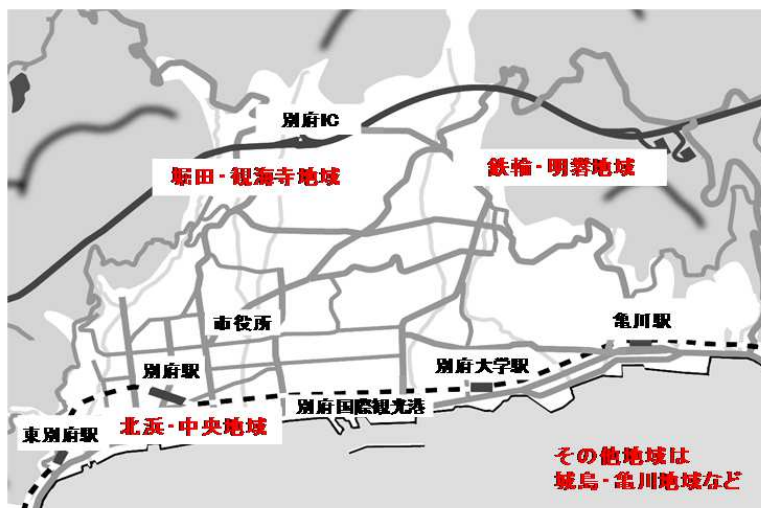 別府IC
堀田・観海寺地域
鉄輪・明礬地域
市役所
亀川駅
別府駅
別府大学駅
別府国際観光港
北浜・中央地域
東別府駅
その他地域は
城島・亀川地域など